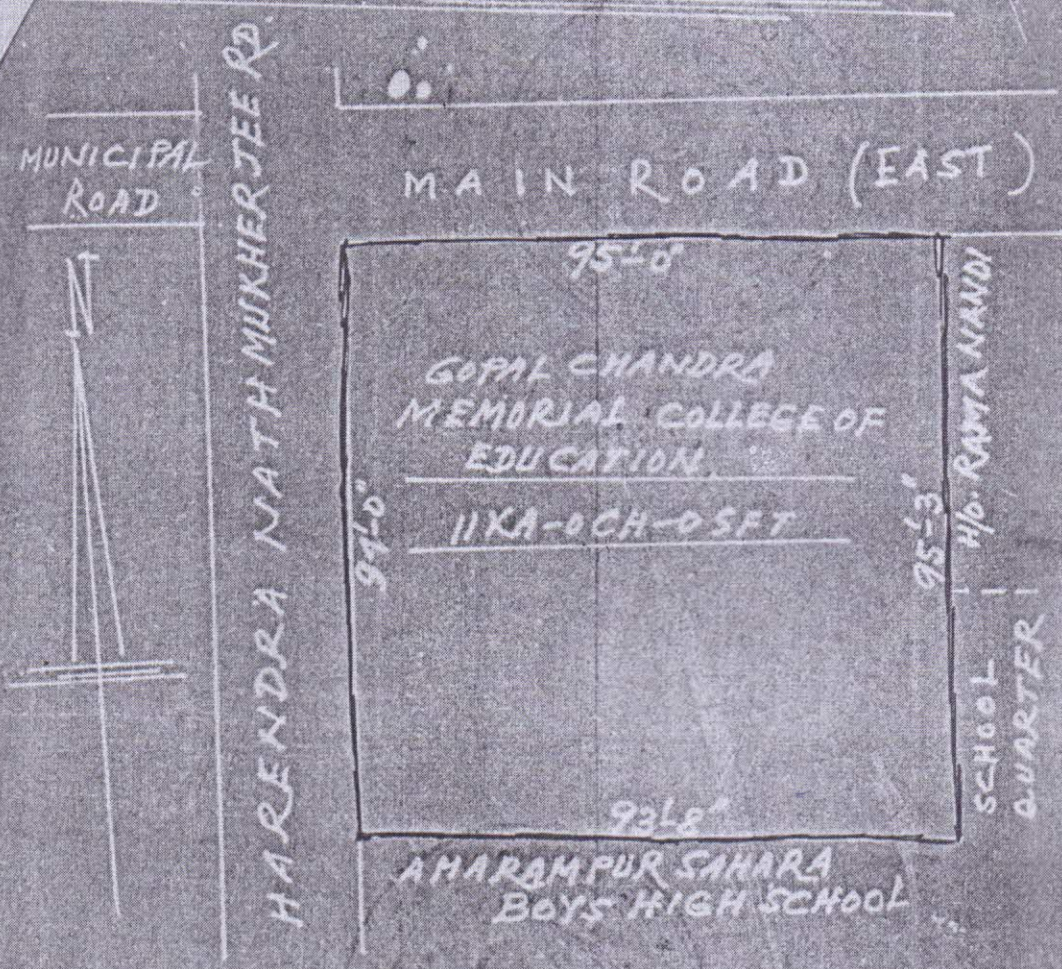 MUNICIPAL
ROAD
HARENDRA NATH MUKHERJEE RD.
MAIN ROAD (EAST)
N
95'-0"
GOPAL CHANDRA
MEMORIAL COLLEGE OF
EDUCATION
11KA-0CH-0SFT
94'-0"
95'-3"
H/O. RAMA NANDI
SCHOOL
QUARTER
93'-8"
AMARAMPUR SAHARA
BOYS HIGH SCHOOL